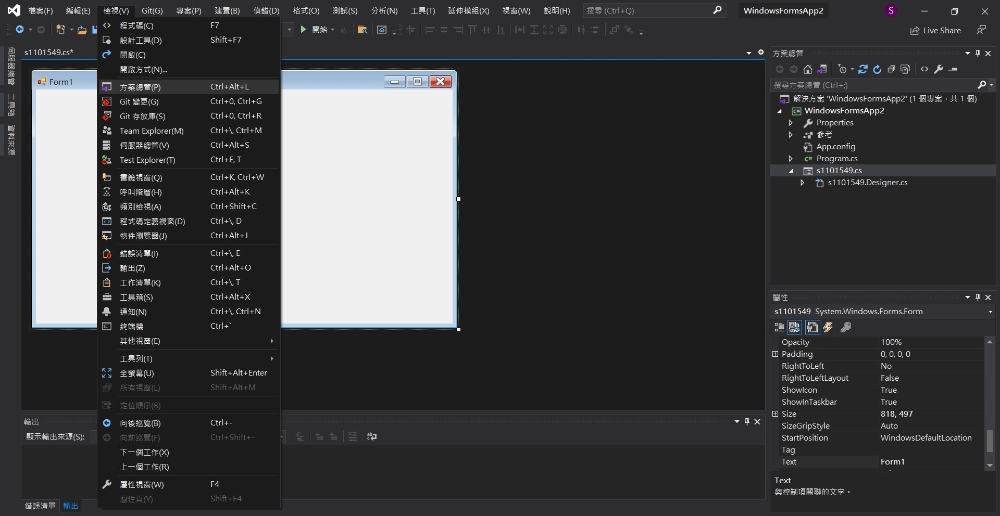 檔案(F) 編輯(E) 檢視(V) Git(G) 專案(P) 建置(B) 偵錯(D) 格式(O) 測試(S) 分析(N) 工具(T) 延伸模組(X) 視窗(W) 說明(H) 搜尋 (Ctrl+Q) WindowsFormsApp2 S
開始 Live Share
伺服器總管
工具箱
資料來源
s1101549.cs*
Form1
程式碼(C) F7
設計工具(D) Shift+F7
開啟(C)
開啟方式(N)...
方案總管(P) Ctrl+Alt+L
Git 變更(G) Ctrl+0, Ctrl+G
Git 存放庫(S) Ctrl+0, Ctrl+R
Team Explorer(M) Ctrl+\, Ctrl+M
伺服器總管(V) Ctrl+Alt+S
Test Explorer(T) Ctrl+E, T
書籤視窗(Q) Ctrl+K, Ctrl+W
呼叫階層(H) Ctrl+Alt+K
類別檢視(A) Ctrl+Shift+C
程式碼定義視窗(D) Ctrl+\, D
物件瀏覽器(J) Ctrl+Alt+J
錯誤清單(I) Ctrl+\, E
輸出(Z) Ctrl+Alt+O
工作清單(K) Ctrl+\, T
工具箱(S) Ctrl+Alt+X
通知(N) Ctrl+\, Ctrl+N
終端機 Ctrl+`
其他視窗(E)
工具列(T)
全螢幕(U) Shift+Alt+Enter
所有視窗(L) Shift+Alt+M
定位順序(B)
向後巡覽(B) Ctrl+-
向前巡覽(F) Ctrl+Shift+-
下一個工作(X)
上一個工作(R)
屬性視窗(W) F4
屬性頁(Y) Shift+F4
輸出
顯示輸出來源(S):
錯誤清單 輸出
方案總管
搜尋方案總管 (Ctrl+;)
解決方案 'WindowsFormsApp2' (1 個專案，共 1 個)
WindowsFormsApp2
Properties
參考
App.config
Program.cs
s1101549.cs
s1101549.Designer.cs
屬性
s1101549 System.Windows.Forms.Form
Opacity 100%
Padding 0, 0, 0, 0
RightToLeft No
RightToLeftLayout False
ShowIcon True
ShowInTaskbar True
Size 818, 497
SizeGripStyle Auto
StartPosition WindowsDefaultLocation
Tag
Text Form1
Text
與控制項關聯的文字。